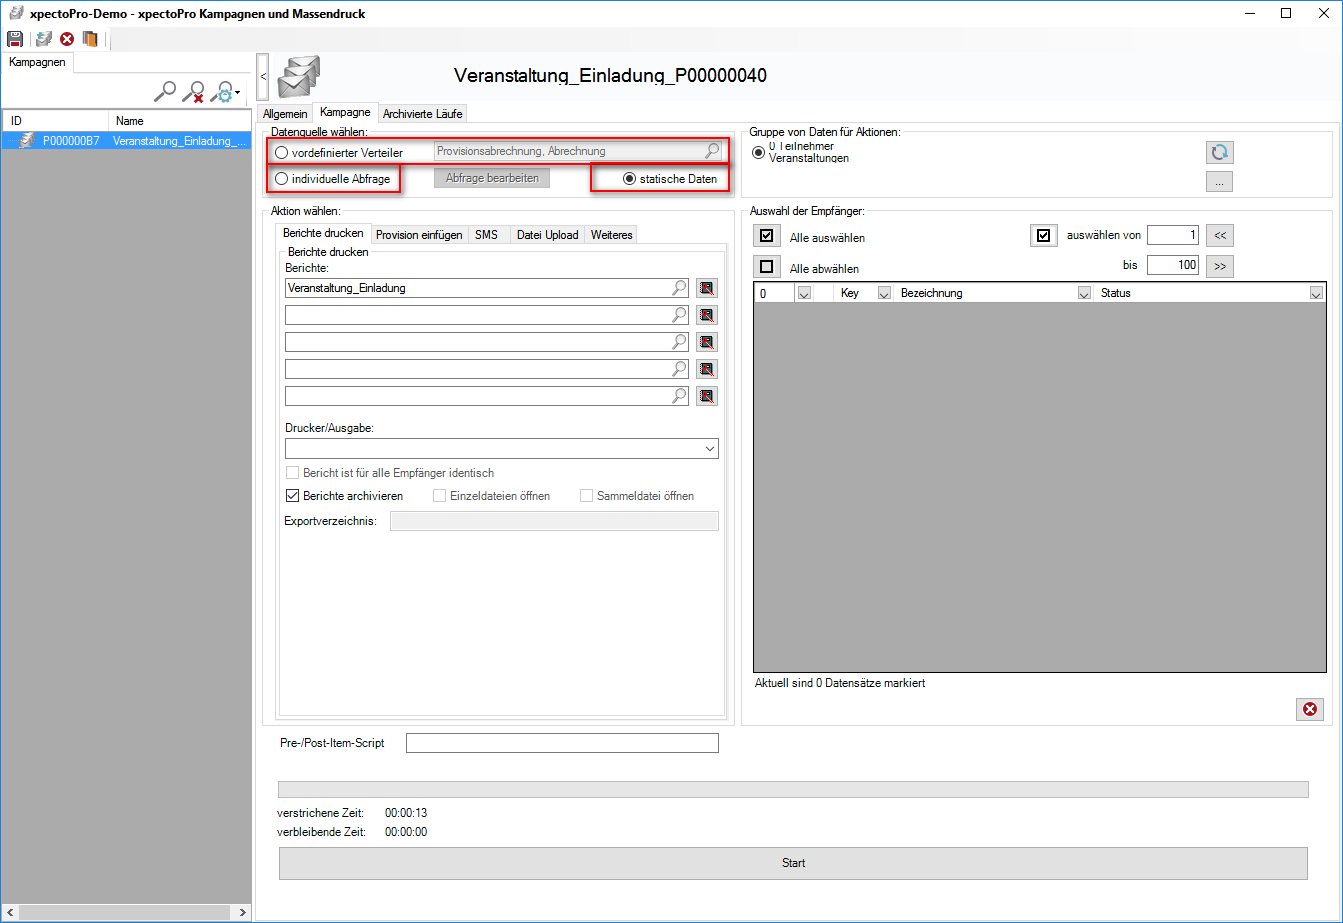 xpectoPro-Demo - xpectoPro Kampagnen und Massendruck
Kampagnen
ID Name
P000000B7 Veranstaltung_Einladung_...
<
Veranstaltung_Einladung_P00000040
Allgemein Kampagne Archivierte Läufe
Datenquelle wählen:
vordefinierter Verteiler Provisionsabrechnung, Abrechnung
individuelle Abfrage Abfrage bearbeiten statische Daten
Gruppe von Daten für Aktionen:
0 Teilnehmer
Veranstaltungen
...
Aktion wählen:
Berichte drucken Provision einfügen SMS Datei Upload Weiteres
Berichte drucken
Berichte:
Veranstaltung_Einladung
Drucker/Ausgabe:
Bericht ist für alle Empfänger identisch
Berichte archivieren Einzeldateien öffnen Sammeldatei öffnen
Exportverzeichnis:
Auswahl der Empfänger:
Alle auswählen auswählen von 1 <<
Alle abwählen bis 100 >>
0 Key Bezeichnung Status
Aktuell sind 0 Datensätze markiert
Pre-/Post-Item-Script
verstrichene Zeit: 00:00:13
verbleibende Zeit: 00:00:00
Start